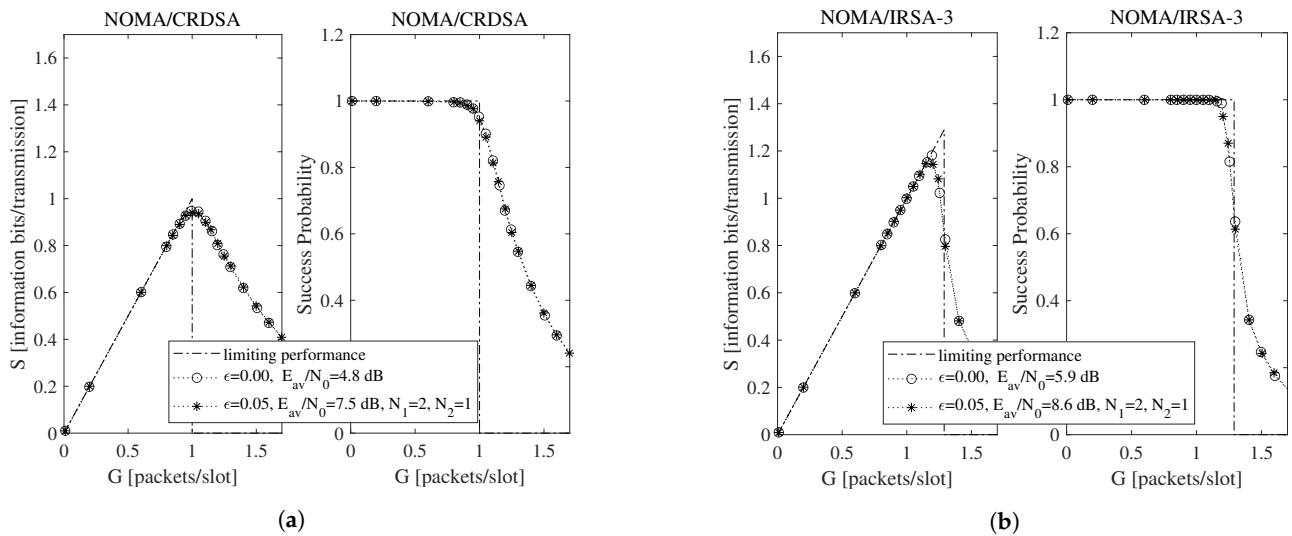 NOMA/CRDSA
NOMA/CRDSA
S [information bits/transmission]
1.6
1.4
1.2
1
0.8
0.6
0.4
0.2
0
0 0.5 1 1.5
G [packets/slot]
Success Probability
1.2
1
0.8
0.6
0.4
0
0 0.5 1 1.5
G [packets/slot]
limiting performance
ϵ=0.00, E_av/N_0=4.8 dB
ϵ=0.05, E_av/N_0=7.5 dB, N_1=2, N_2=1
(a)
NOMA/IRSA-3
NOMA/IRSA-3
S [information bits/transmission]
1.6
1.4
1.2
1
0.8
0.6
0.4
0.2
0
0 0.5 1 1.5
G [packets/slot]
Success Probability
1.2
1
0.8
0.6
0.4
0
0 0.5 1 1.5
G [packets/slot]
limiting performance
ϵ=0.00, E_av/N_0=5.9 dB
ϵ=0.05, E_av/N_0=8.6 dB, N_1=2, N_2=1
(b)